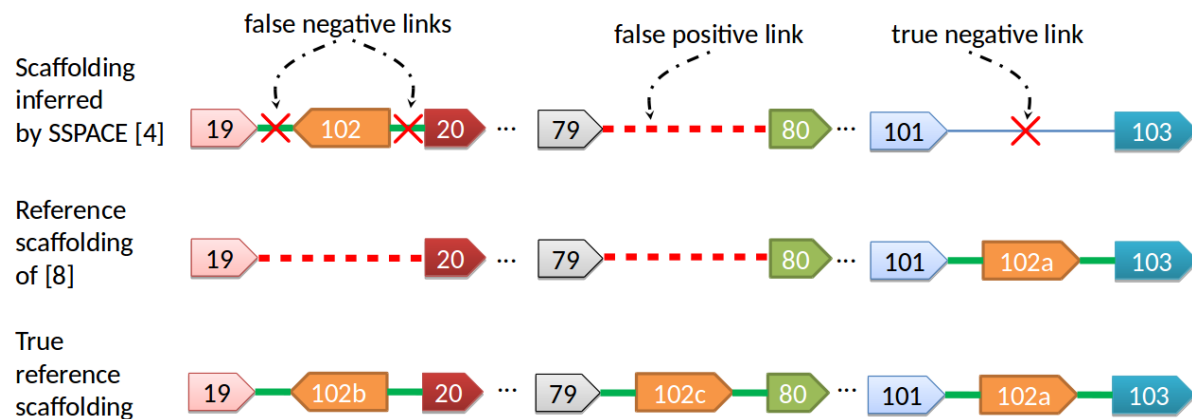 false negative links
false positive link
true negative link
Scaffolding
inferred
by SSPACE [4]
19 102 20 ... 79 80 ... 101 103
Reference
scaffolding
of [8]
19 20 ... 79 80 ... 101 102a 103
True
reference
scaffolding
19 102b 20 ... 79 102c 80 ... 101 102a 103